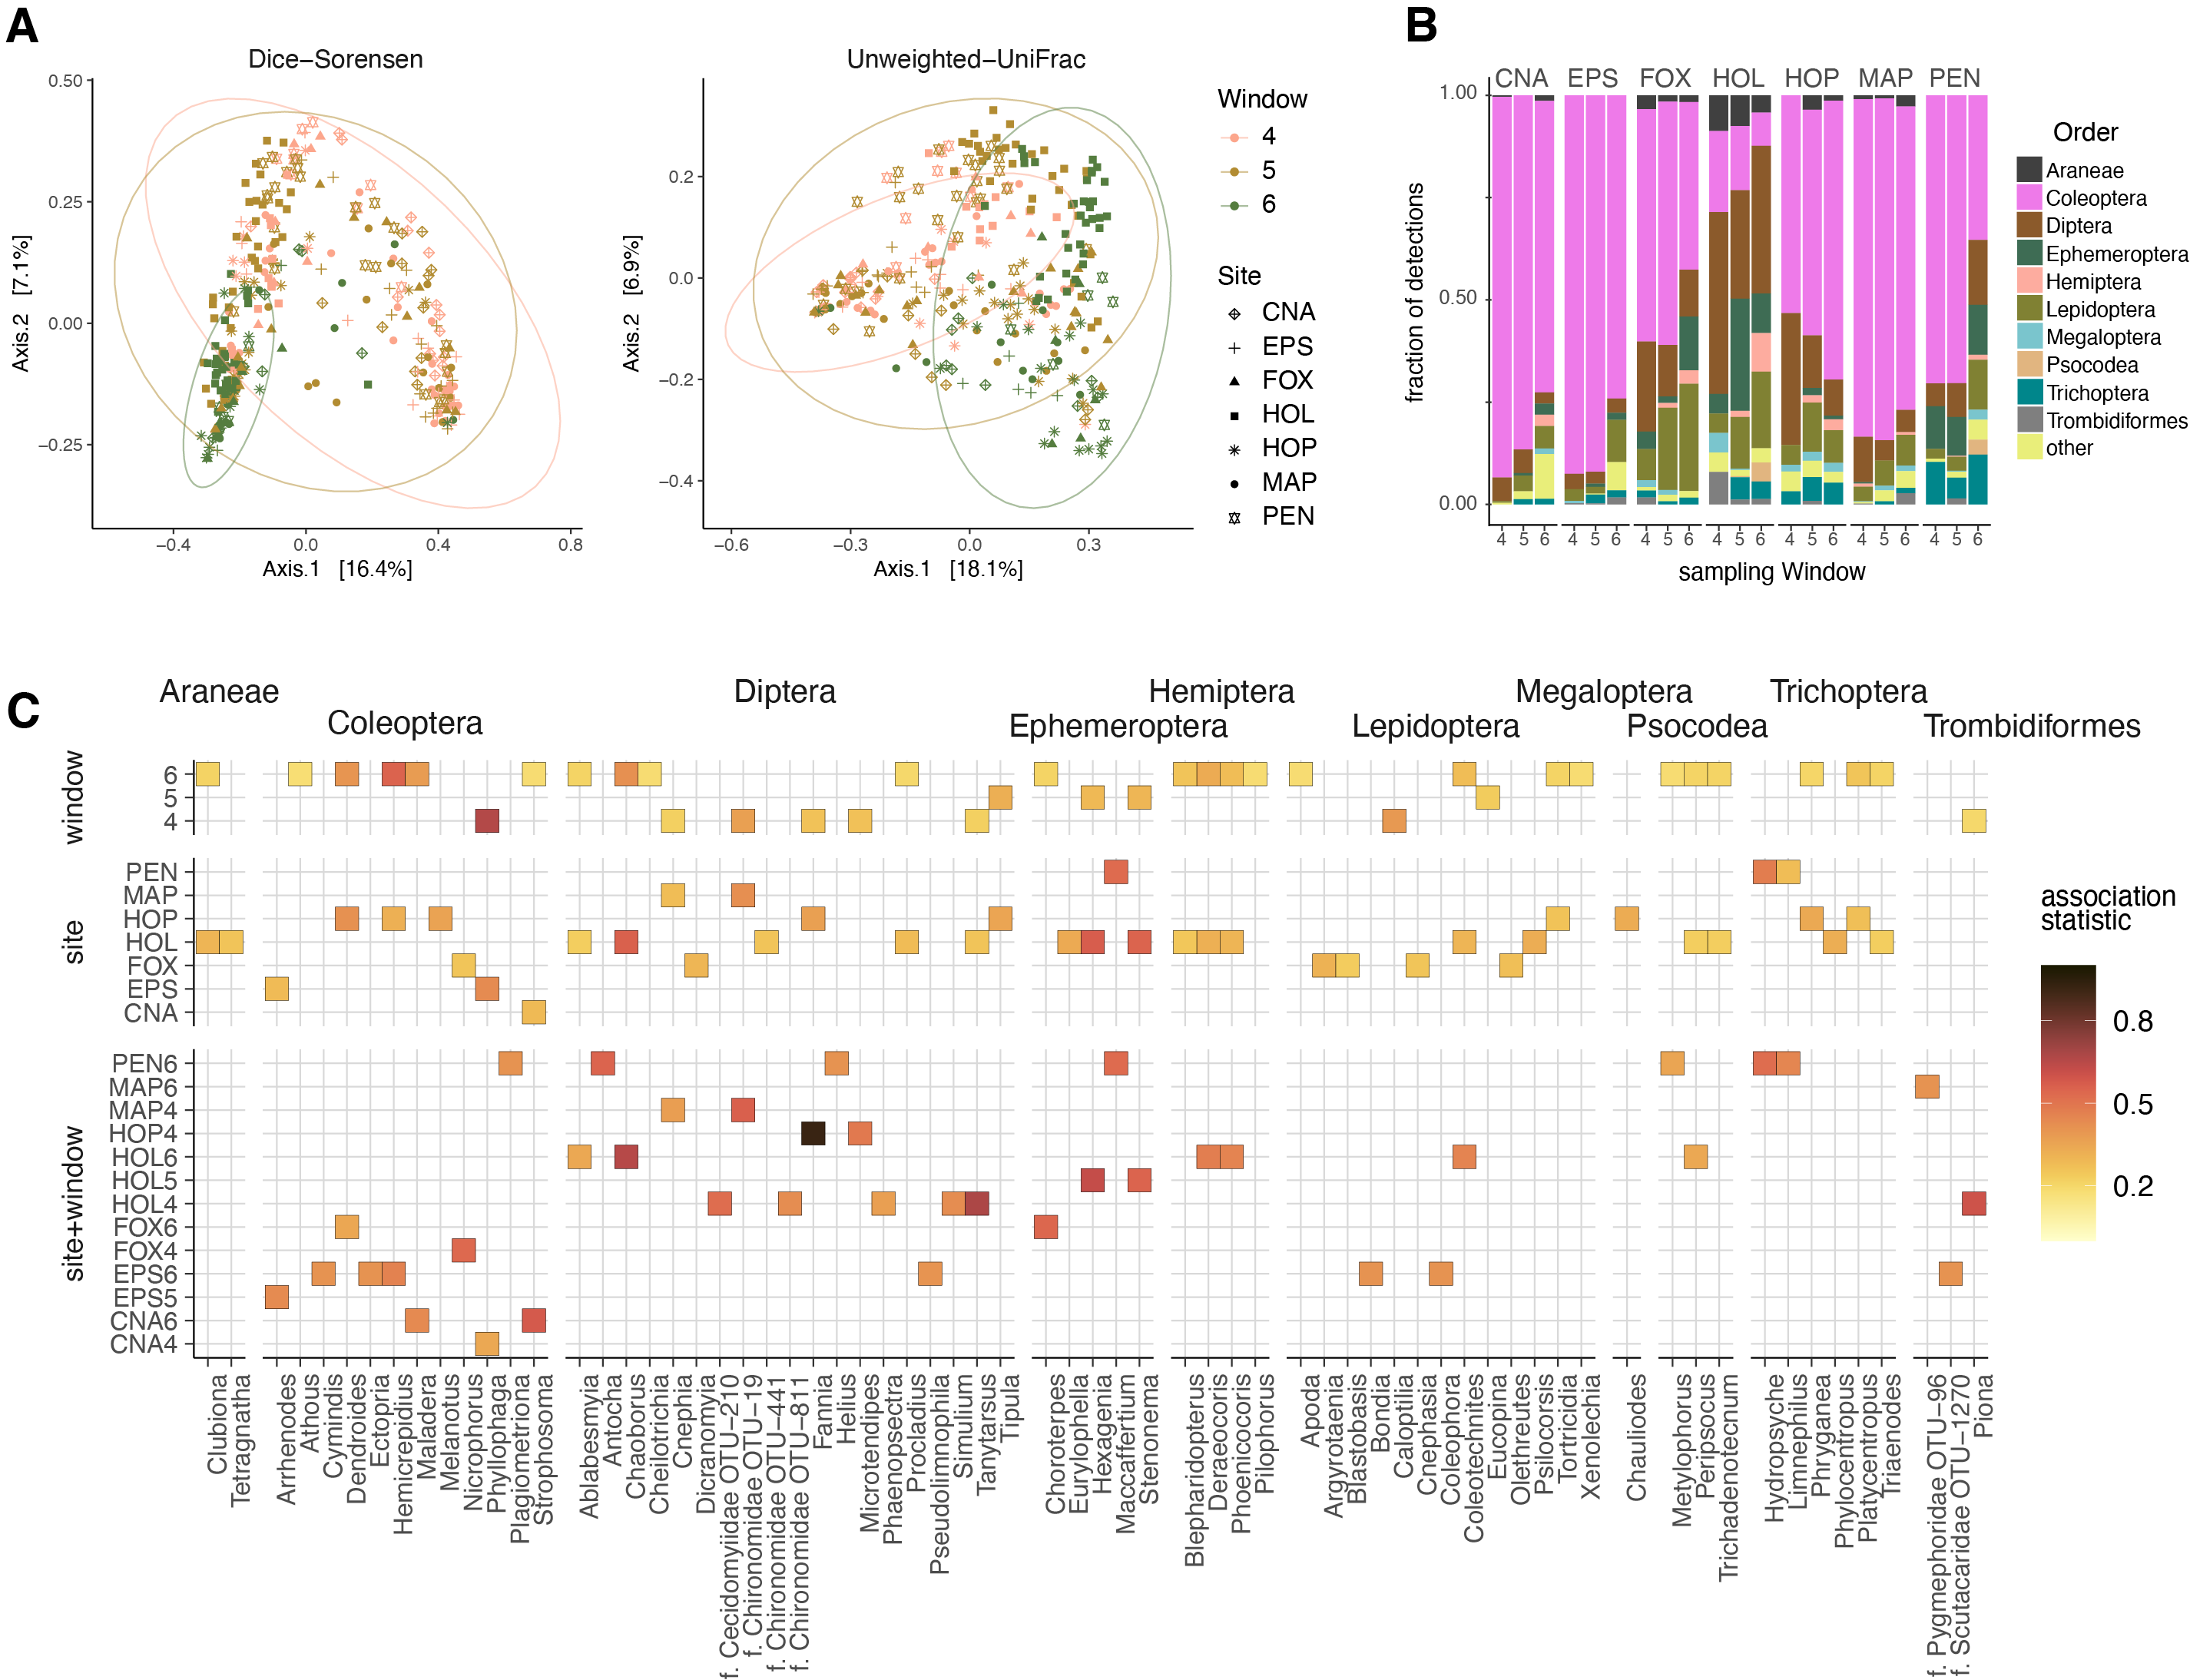 A
B
Dice−Sorensen
Unweighted−UniFrac
0.50
0.25
0.00
−0.25
Axis.2 [7.1%]
−0.4
0.0
0.4
0.8
Axis.1 [16.4%]
0.2
0.0
−0.2
−0.4
Axis.2 [6.9%]
−0.6
−0.3
0.0
0.3
Axis.1 [18.1%]
Window
4
5
6
Site
CNA
EPS
FOX
HOL
HOP
MAP
PEN
CNA EPS FOX HOL HOP MAP PEN
1.00
0.50
0.00
fraction of detections
4 5 6 4 5 6 4 5 6 4 5 6 4 5 6 4 5 6 4 5 6
sampling Window
Order
Araneae
Coleoptera
Diptera
Ephemeroptera
Hemiptera
Lepidoptera
Megaloptera
Psocodea
Trichoptera
Trombidiformes
other
C
Araneae
Coleoptera
Diptera
Ephemeroptera
Hemiptera
Lepidoptera
Megaloptera
Psocodea
Trichoptera
Trombidiformes
window
6
5
4
site
PEN
MAP
HOP
HOL
FOX
EPS
CNA
site+window
PEN6
MAP6
MAP4
HOP4
HOL6
HOL5
HOL4
FOX6
FOX4
EPS6
EPS5
CNA6
CNA4
Clubiona
Tetragnatha
Arrhenodes
Athous
Cymindis
Dendroides
Ectopria
Hemicrepidius
Maladera
Melanotus
Nicrophorus
Phyllophaga
Plagiometriona
Strophosoma
Ablabesmyia
Antocha
Chaoborus
Cheilotrichia
Cnephia
Dicranomyia
f. Cecidomyiidae OTU−210
f. Chironomidae OTU−19
f. Chironomidae OTU−441
f. Chironomidae OTU−811
Fannia
Helius
Microtendipes
Phaenopsectra
Procladius
Pseudolimnophila
Simulium
Tanytarsus
Tipula
Choroterpes
Eurylophella
Hexagenia
Maccaffertium
Stenonema
Blepharidopterus
Deraeocoris
Phoenicocoris
Pilophorus
Apoda
Argyrotaenia
Blastobasis
Bondia
Caloptilia
Cnephasia
Coleophora
Coleotechnites
Eucopina
Olethreutes
Psilocorsis
Tortricidia
Xenolechia
Chauliodes
Metylophorus
Peripsocus
Trichadenotecnum
Hydropsyche
Limnephilus
Phryganea
Phylocentropus
Platycentropus
Triaenodes
f. Pygmephoridae OTU−96
f. Scutacaridae OTU−1270
Piona
association
statistic
0.8
0.5
0.2